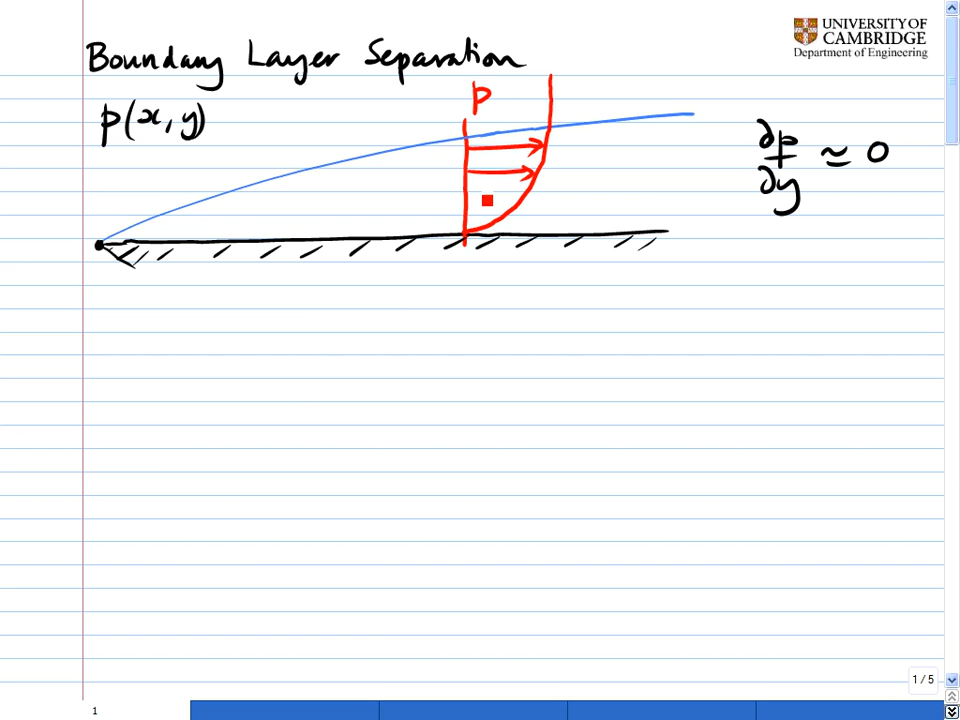 UNIVERSITY OF
CAMBRIDGE
Department of Engineering
Boundary Layer Separation
p
p(x, y)
∂p/∂y ≃ 0
1 / 5
1